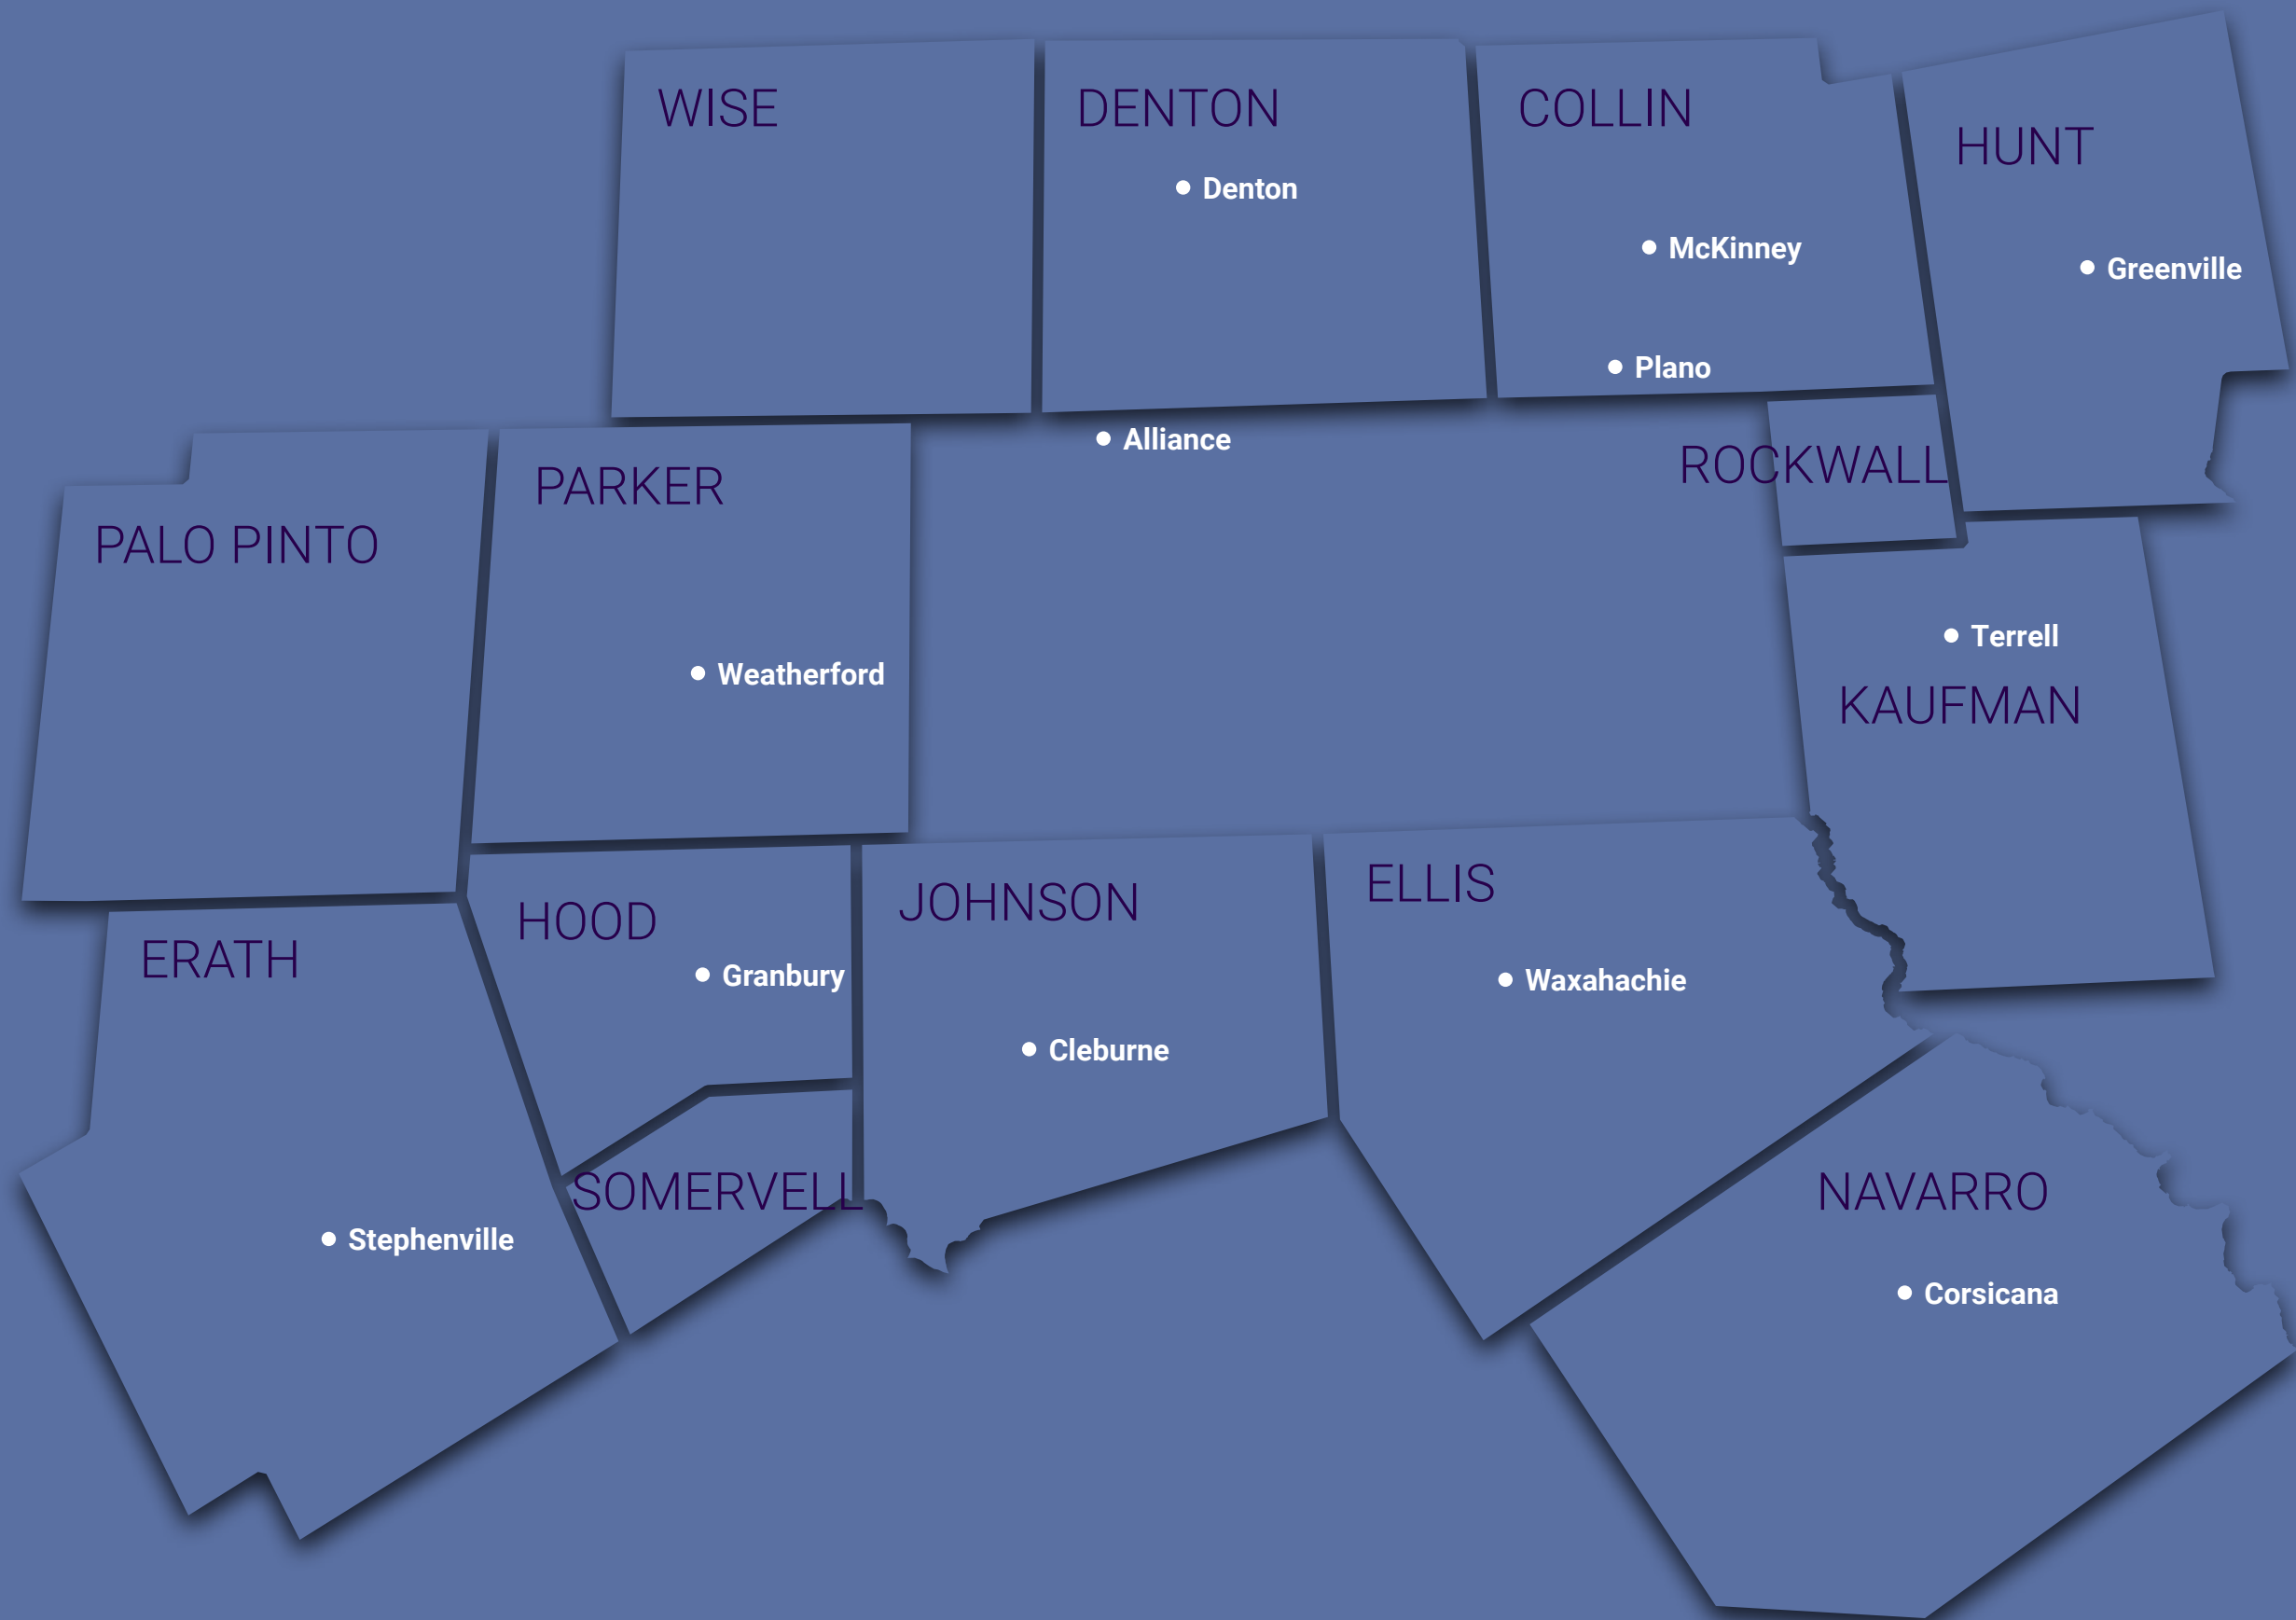 WISE
DENTON
COLLIN
HUNT
Denton
McKinney
Greenville
Plano
Alliance
ROCKWALL
PARKER
PALO PINTO
Terrell
Weatherford
KAUFMAN
ELLIS
JOHNSON
HOOD
ERATH
Granbury
Waxahachie
Cleburne
SOMERVELL
NAVARRO
Stephenville
Corsicana